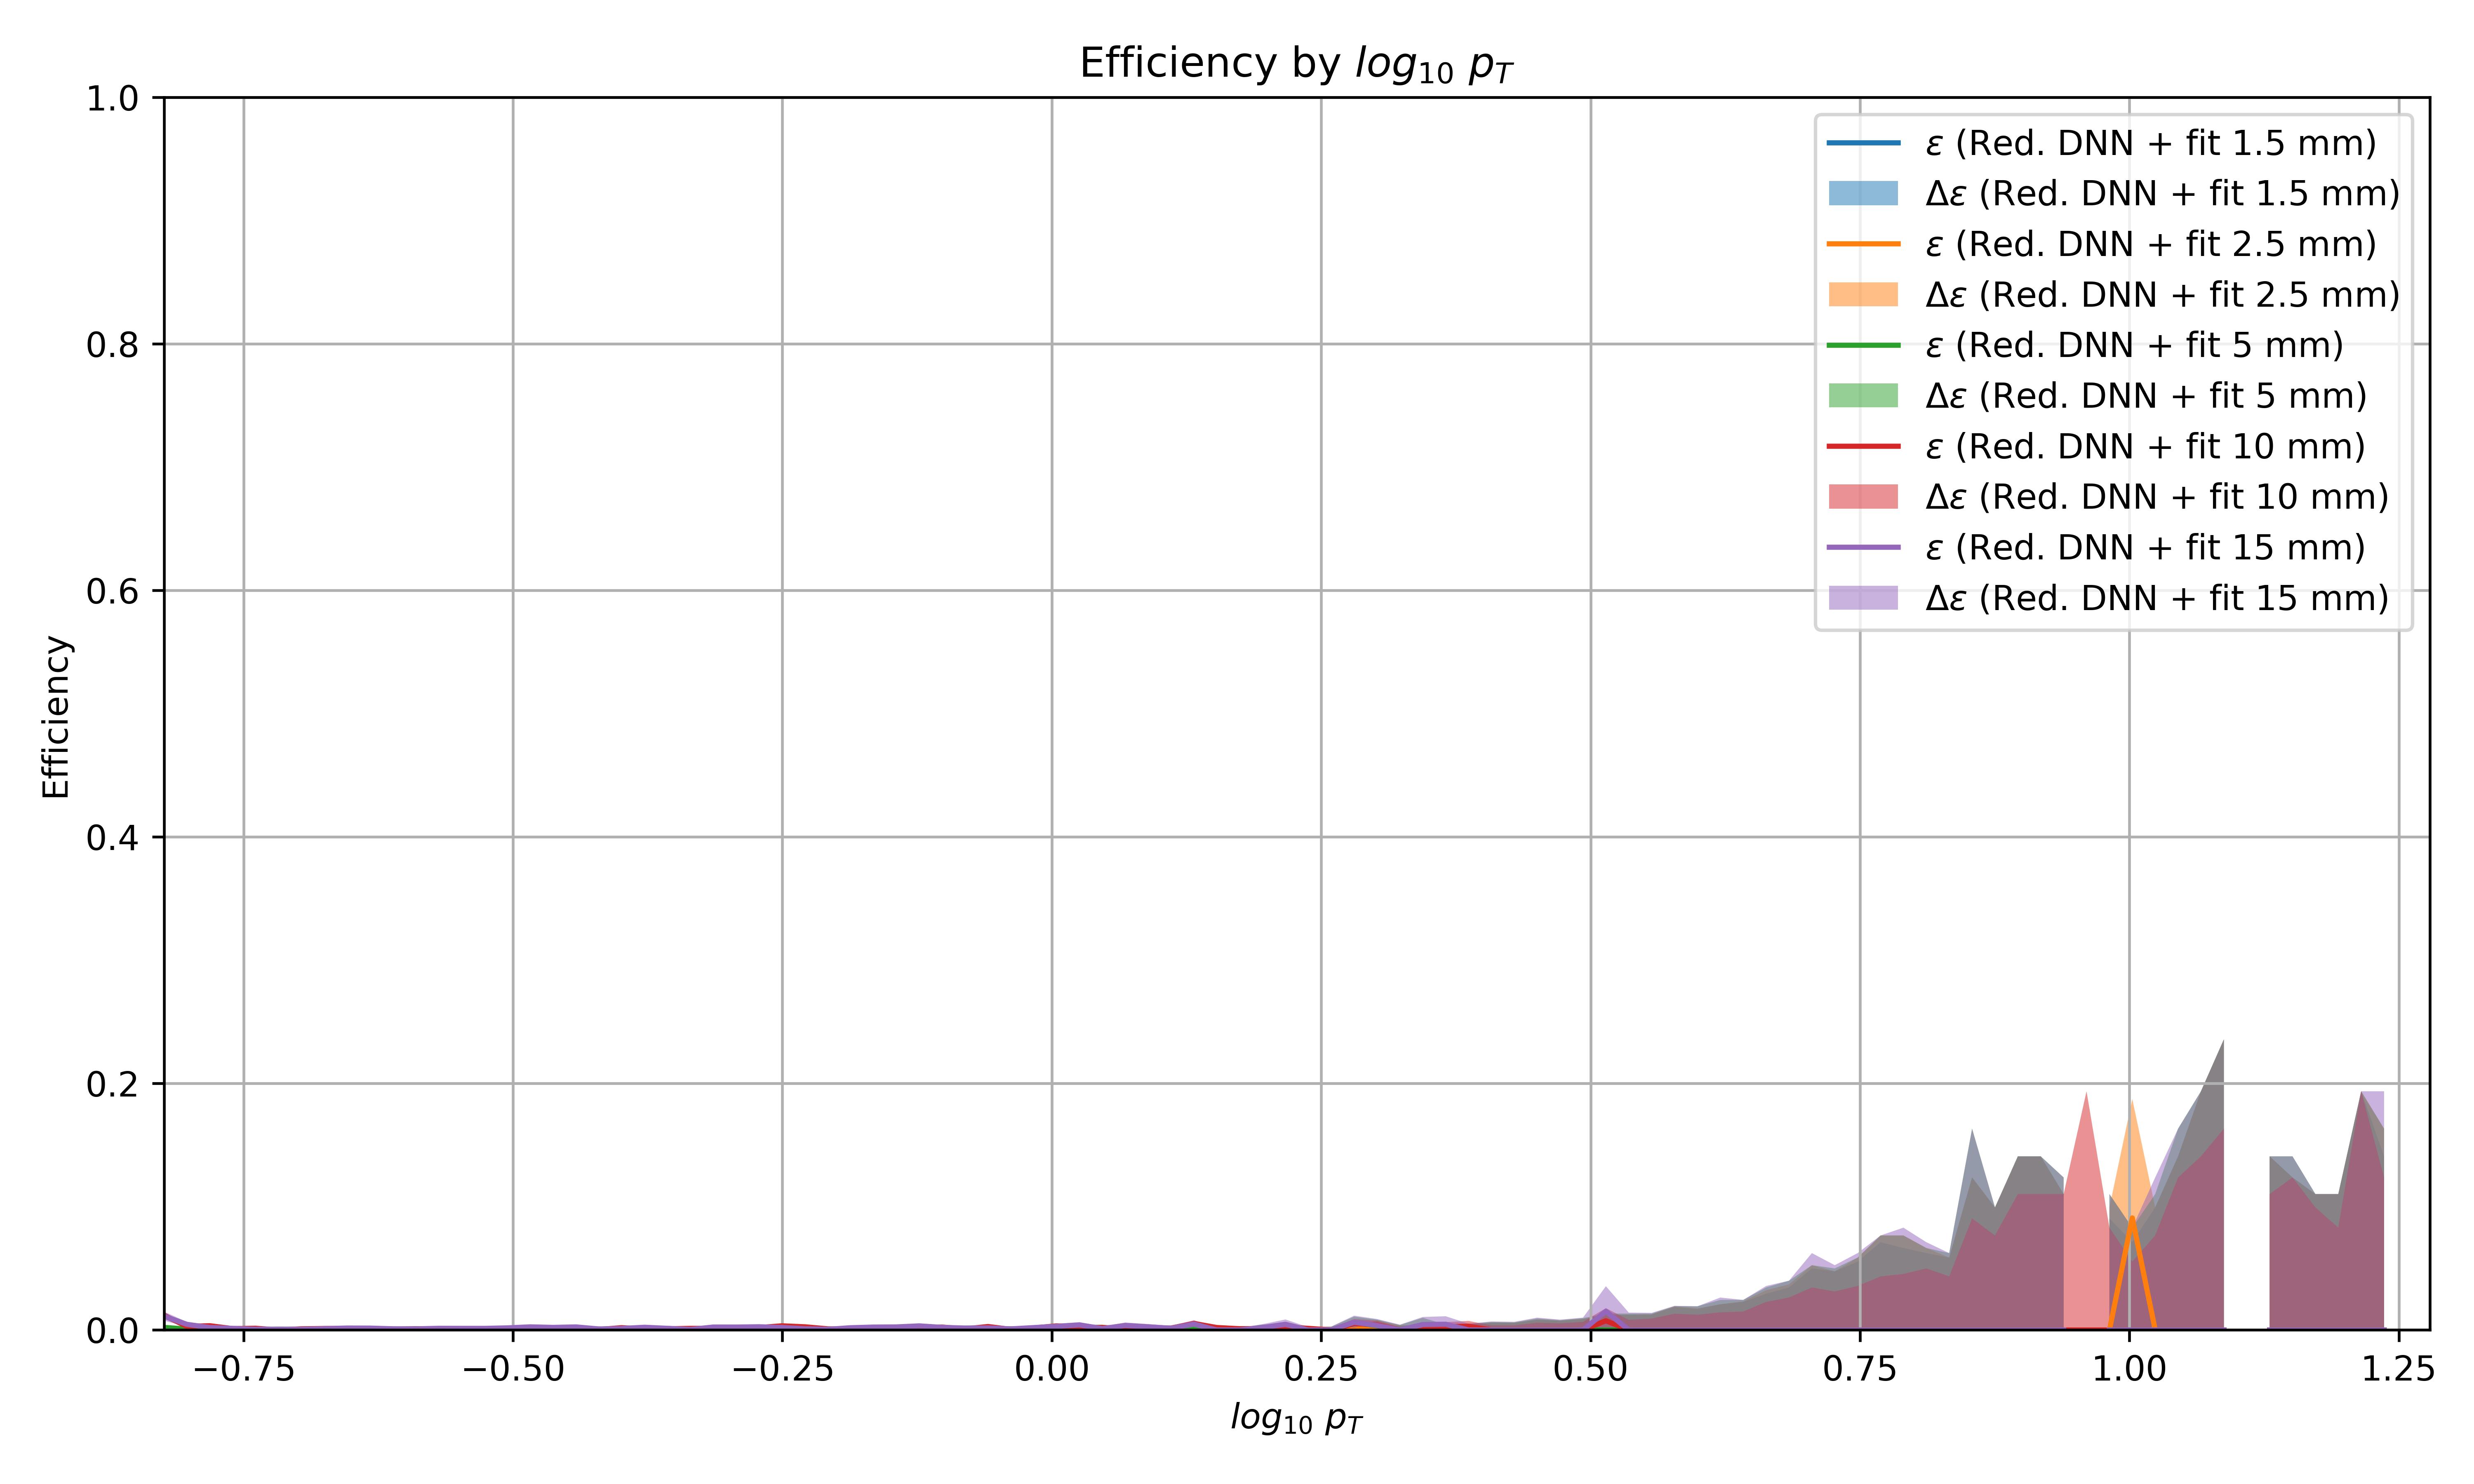 Efficiency by log₁₀ p_T
1.0
0.8
0.6
0.4
0.2
0.0
Efficiency
ε (Red. DNN + fit 1.5 mm)
Δε (Red. DNN + fit 1.5 mm)
ε (Red. DNN + fit 2.5 mm)
Δε (Red. DNN + fit 2.5 mm)
ε (Red. DNN + fit 5 mm)
Δε (Red. DNN + fit 5 mm)
ε (Red. DNN + fit 10 mm)
Δε (Red. DNN + fit 10 mm)
ε (Red. DNN + fit 15 mm)
Δε (Red. DNN + fit 15 mm)
−0.75 −0.50 −0.25 0.00 0.25 0.50 0.75 1.00 1.25
log₁₀ p_T